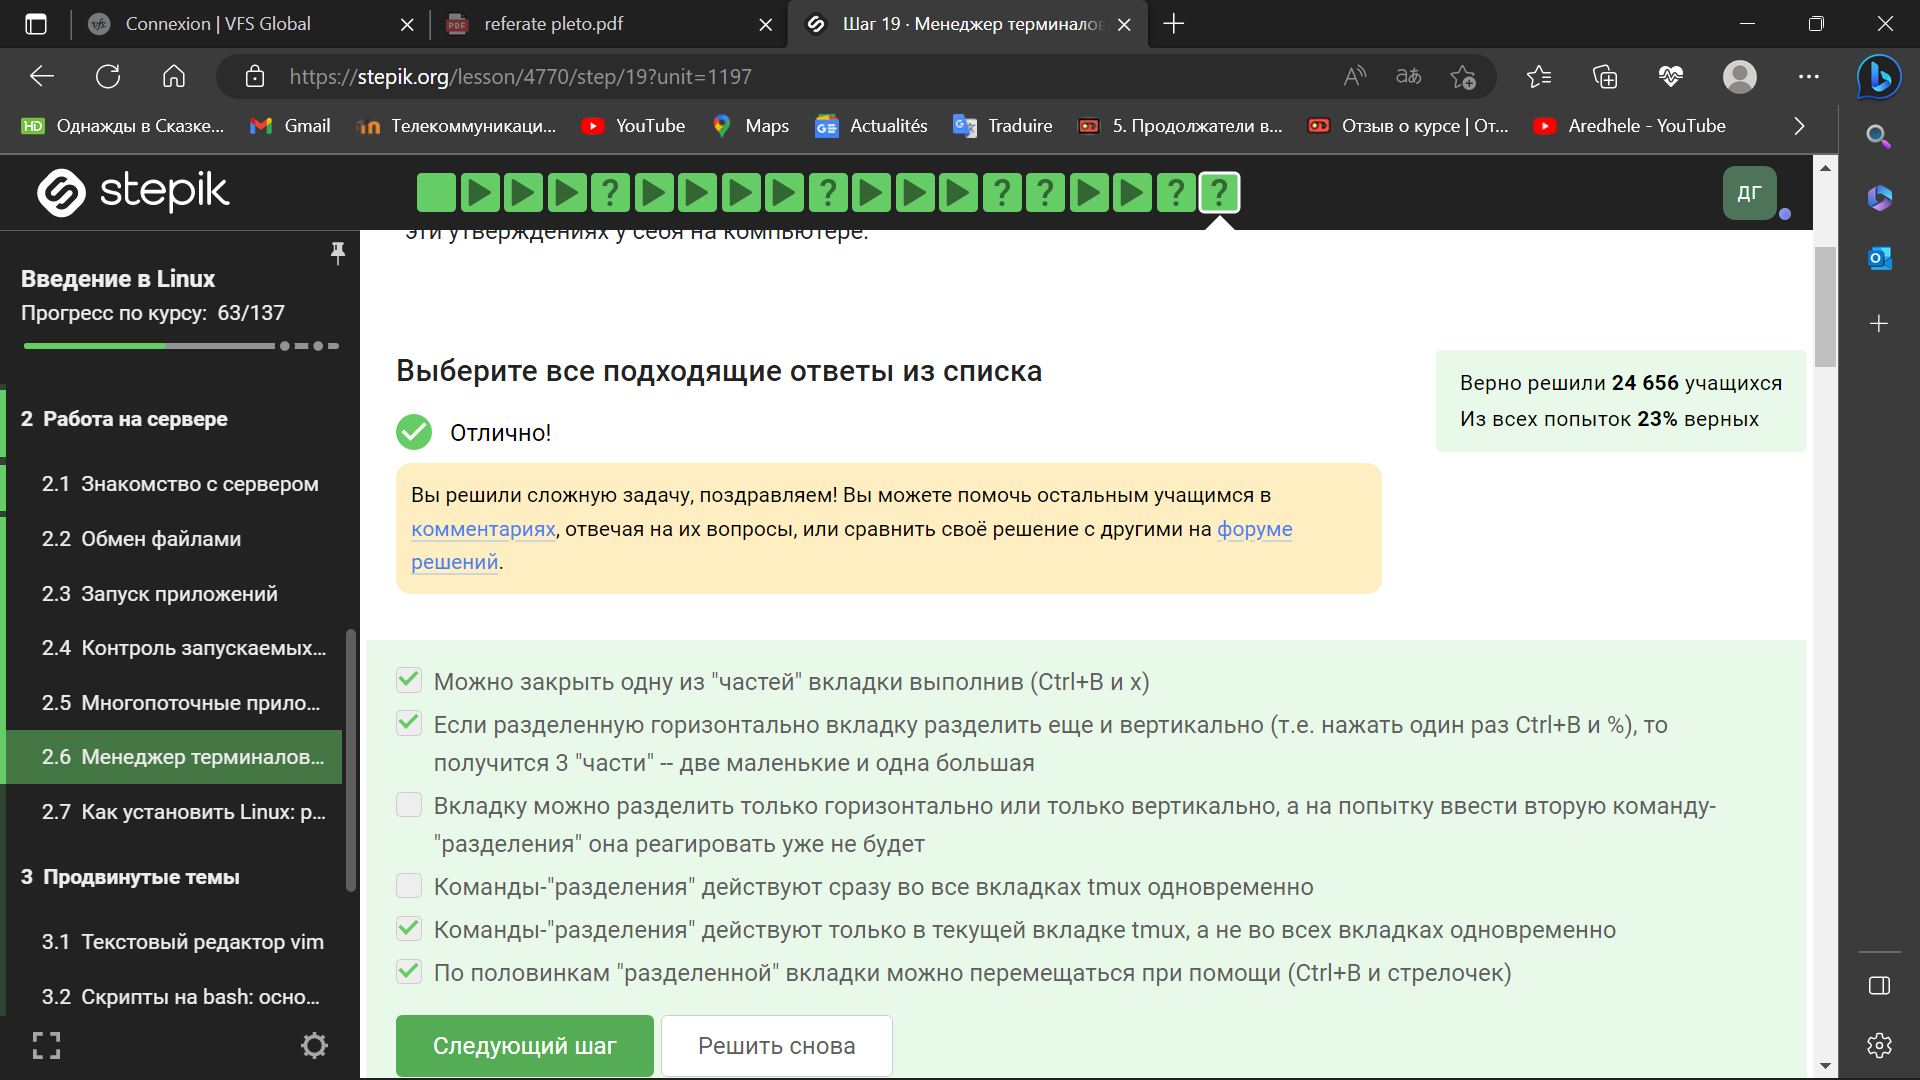 Connexion | VFS Global
referate pleto.pdf
Шаг 19 · Менеджер терминалов
https://stepik.org/lesson/4770/step/19?unit=1197
Однажды в Сказке...
Gmail
Телекоммуникаци...
YouTube
Maps
Actualités
Traduire
5. Продолжатели в...
Отзыв о курсе | От...
Aredhele - YouTube
stepik
ДГ
эти утверждениях у себя на компьютере.
Введение в Linux
Прогресс по курсу: 63/137
2 Работа на сервере
2.1 Знакомство с сервером
2.2 Обмен файлами
2.3 Запуск приложений
2.4 Контроль запускаемых...
2.5 Многопоточные прило...
2.6 Менеджер терминалов...
2.7 Как установить Linux: р...
3 Продвинутые темы
3.1 Текстовый редактор vim
3.2 Скрипты на bash: осно...
Выберите все подходящие ответы из списка
Верно решили 24 656 учащихся
Из всех попыток 23% верных
Отлично!
Вы решили сложную задачу, поздравляем! Вы можете помочь остальным учащимся в
комментариях, отвечая на их вопросы, или сравнить своё решение с другими на форуме
решений.
Можно закрыть одну из "частей" вкладки выполнив (Ctrl+B и x)
Если разделенную горизонтально вкладку разделить еще и вертикально (т.е. нажать один раз Ctrl+B и %), то
получится 3 "части" -- две маленькие и одна большая
Вкладку можно разделить только горизонтально или только вертикально, а на попытку ввести вторую команду-
"разделения" она реагировать уже не будет
Команды-"разделения" действуют сразу во все вкладках tmux одновременно
Команды-"разделения" действуют только в текущей вкладке tmux, а не во всех вкладках одновременно
По половинкам "разделенной" вкладки можно перемещаться при помощи (Ctrl+B и стрелочек)
Следующий шаг
Решить снова